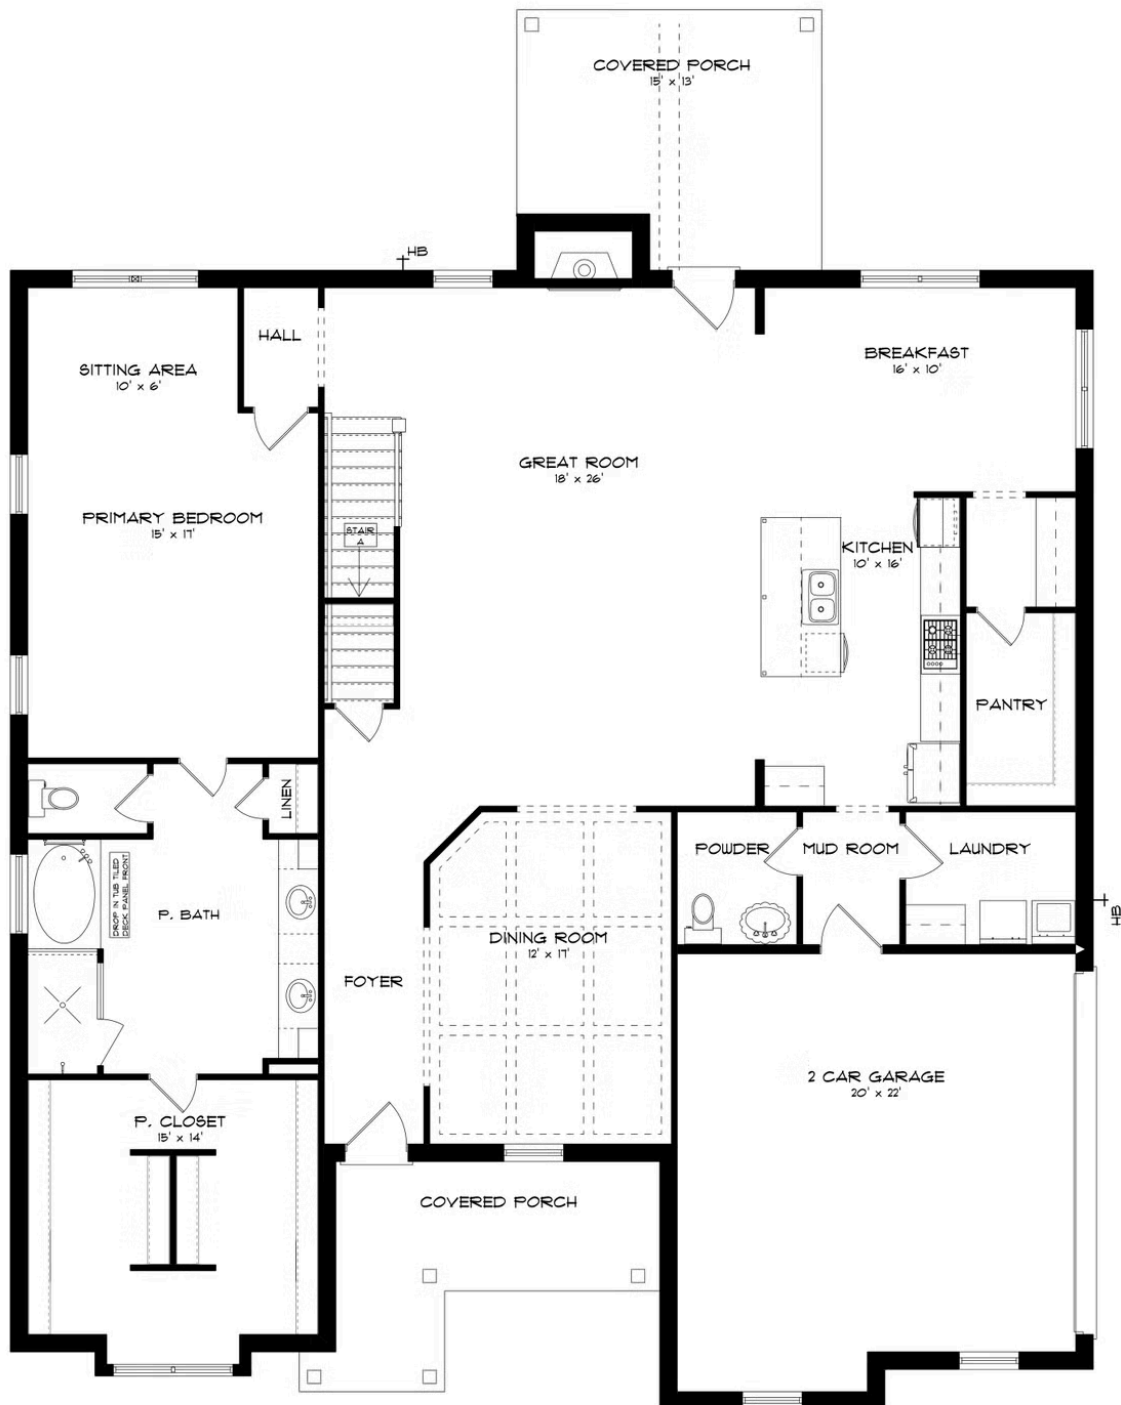 COVERED PORCH
15' x 13'
HB
HALL
SITTING AREA
10' x 6'
BREAKFAST
16' x 10'
GREAT ROOM
18' x 26'
PRIMARY BEDROOM
15' x 17'
STAIR
A
KITCHEN
10' x 16'
PANTRY
LINEN
POWDER
MUD ROOM
LAUNDRY
DROP IN TUB TILED
DECK PANEL FRONT
P. BATH
HB
DINING ROOM
12' x 17'
FOYER
2 CAR GARAGE
20' x 22'
P. CLOSET
15' x 14'
COVERED PORCH